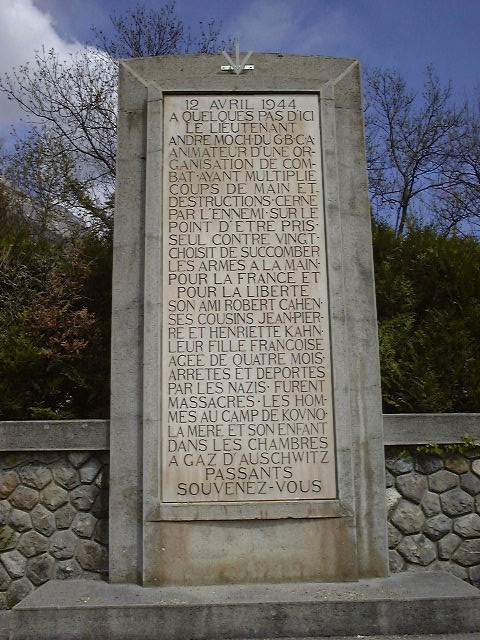 12 AVRIL 1944
A QUELQUES PAS D'ICI
LE LIEUTENANT
ANDRE MOCH DU G·B·C·A·
ANIMATEUR D'UNE OR-
GANISATION DE COM-
BAT·AYANT MULTIPLIE
COUPS DE MAIN ET
DESTRUCTIONS·CERNE
PAR L'ENNEMI·SUR LE
POINT D'ETRE PRIS·
SEUL CONTRE VINGT·
CHOISIT DE SUCCOMBER
LES ARMES A LA MAIN·
POUR LA FRANCE ET
POUR LA LIBERTE
SON AMI ROBERT CAHEN·
SES COUSINS JEAN·PIER-
RE ET HENRIETTE KAHN·
LEUR FILLE FRANCOISE
AGEE DE QUATRE MOIS·
ARRETES ET DEPORTES
PAR LES NAZIS· FURENT
MASSACRES·LES HOM-
MES AU CAMP DE KOVNO·
LA MERE ET SON ENFANT
DANS LES CHAMBRES
A GAZ D'AUSCHWITZ
PASSANTS
SOUVENEZ-VOUS